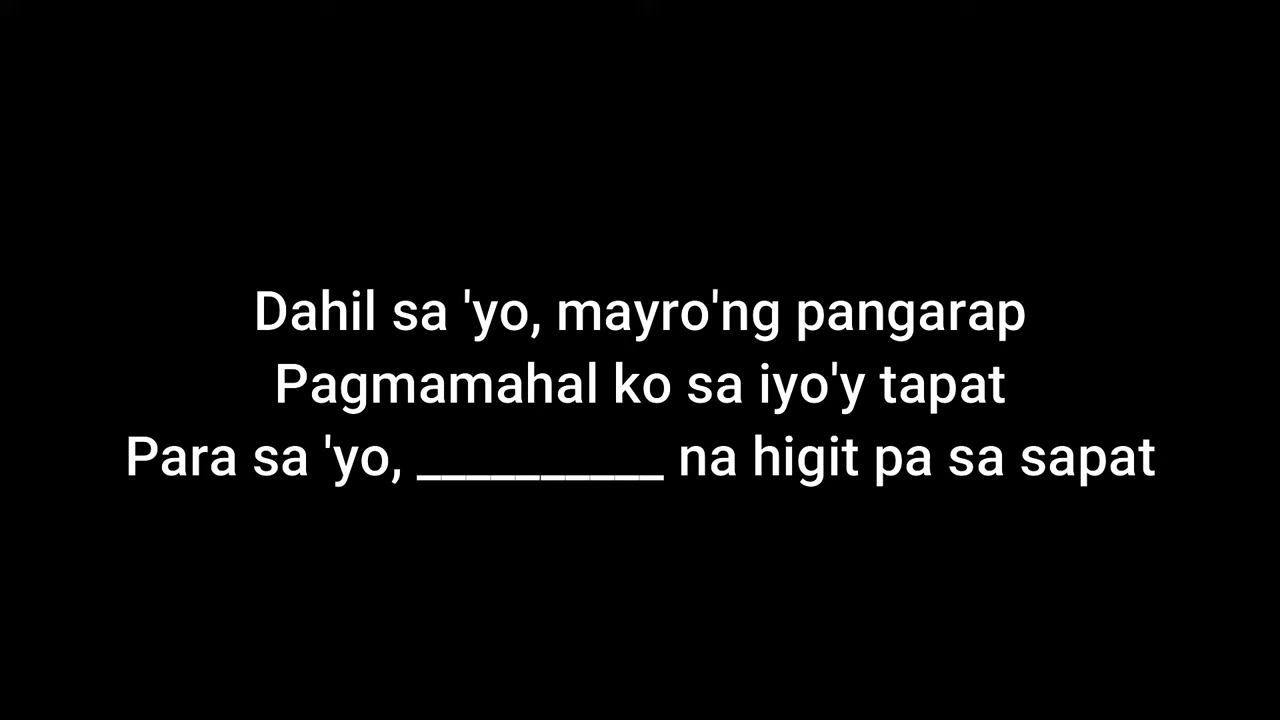 Dahil sa 'yo, mayro'ng pangarap
Pagmamahal ko sa iyo'y tapat
Para sa 'yo, __________ na higit pa sa sapat